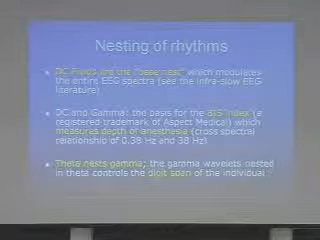 Nesting of rhythms
DC Fields are the "base nest" which modulates
the entire EEG spectra (see the infra-slow EEG
literature)
DC and Gamma: the basis for the BIS index (a
registered trademark of Aspect Medical) which
measures depth of anesthesia (cross spectral
relationship of 0.38 Hz and 38 Hz)
Theta nests gamma; the gamma wavelets nested
in theta controls the digit span of the individual